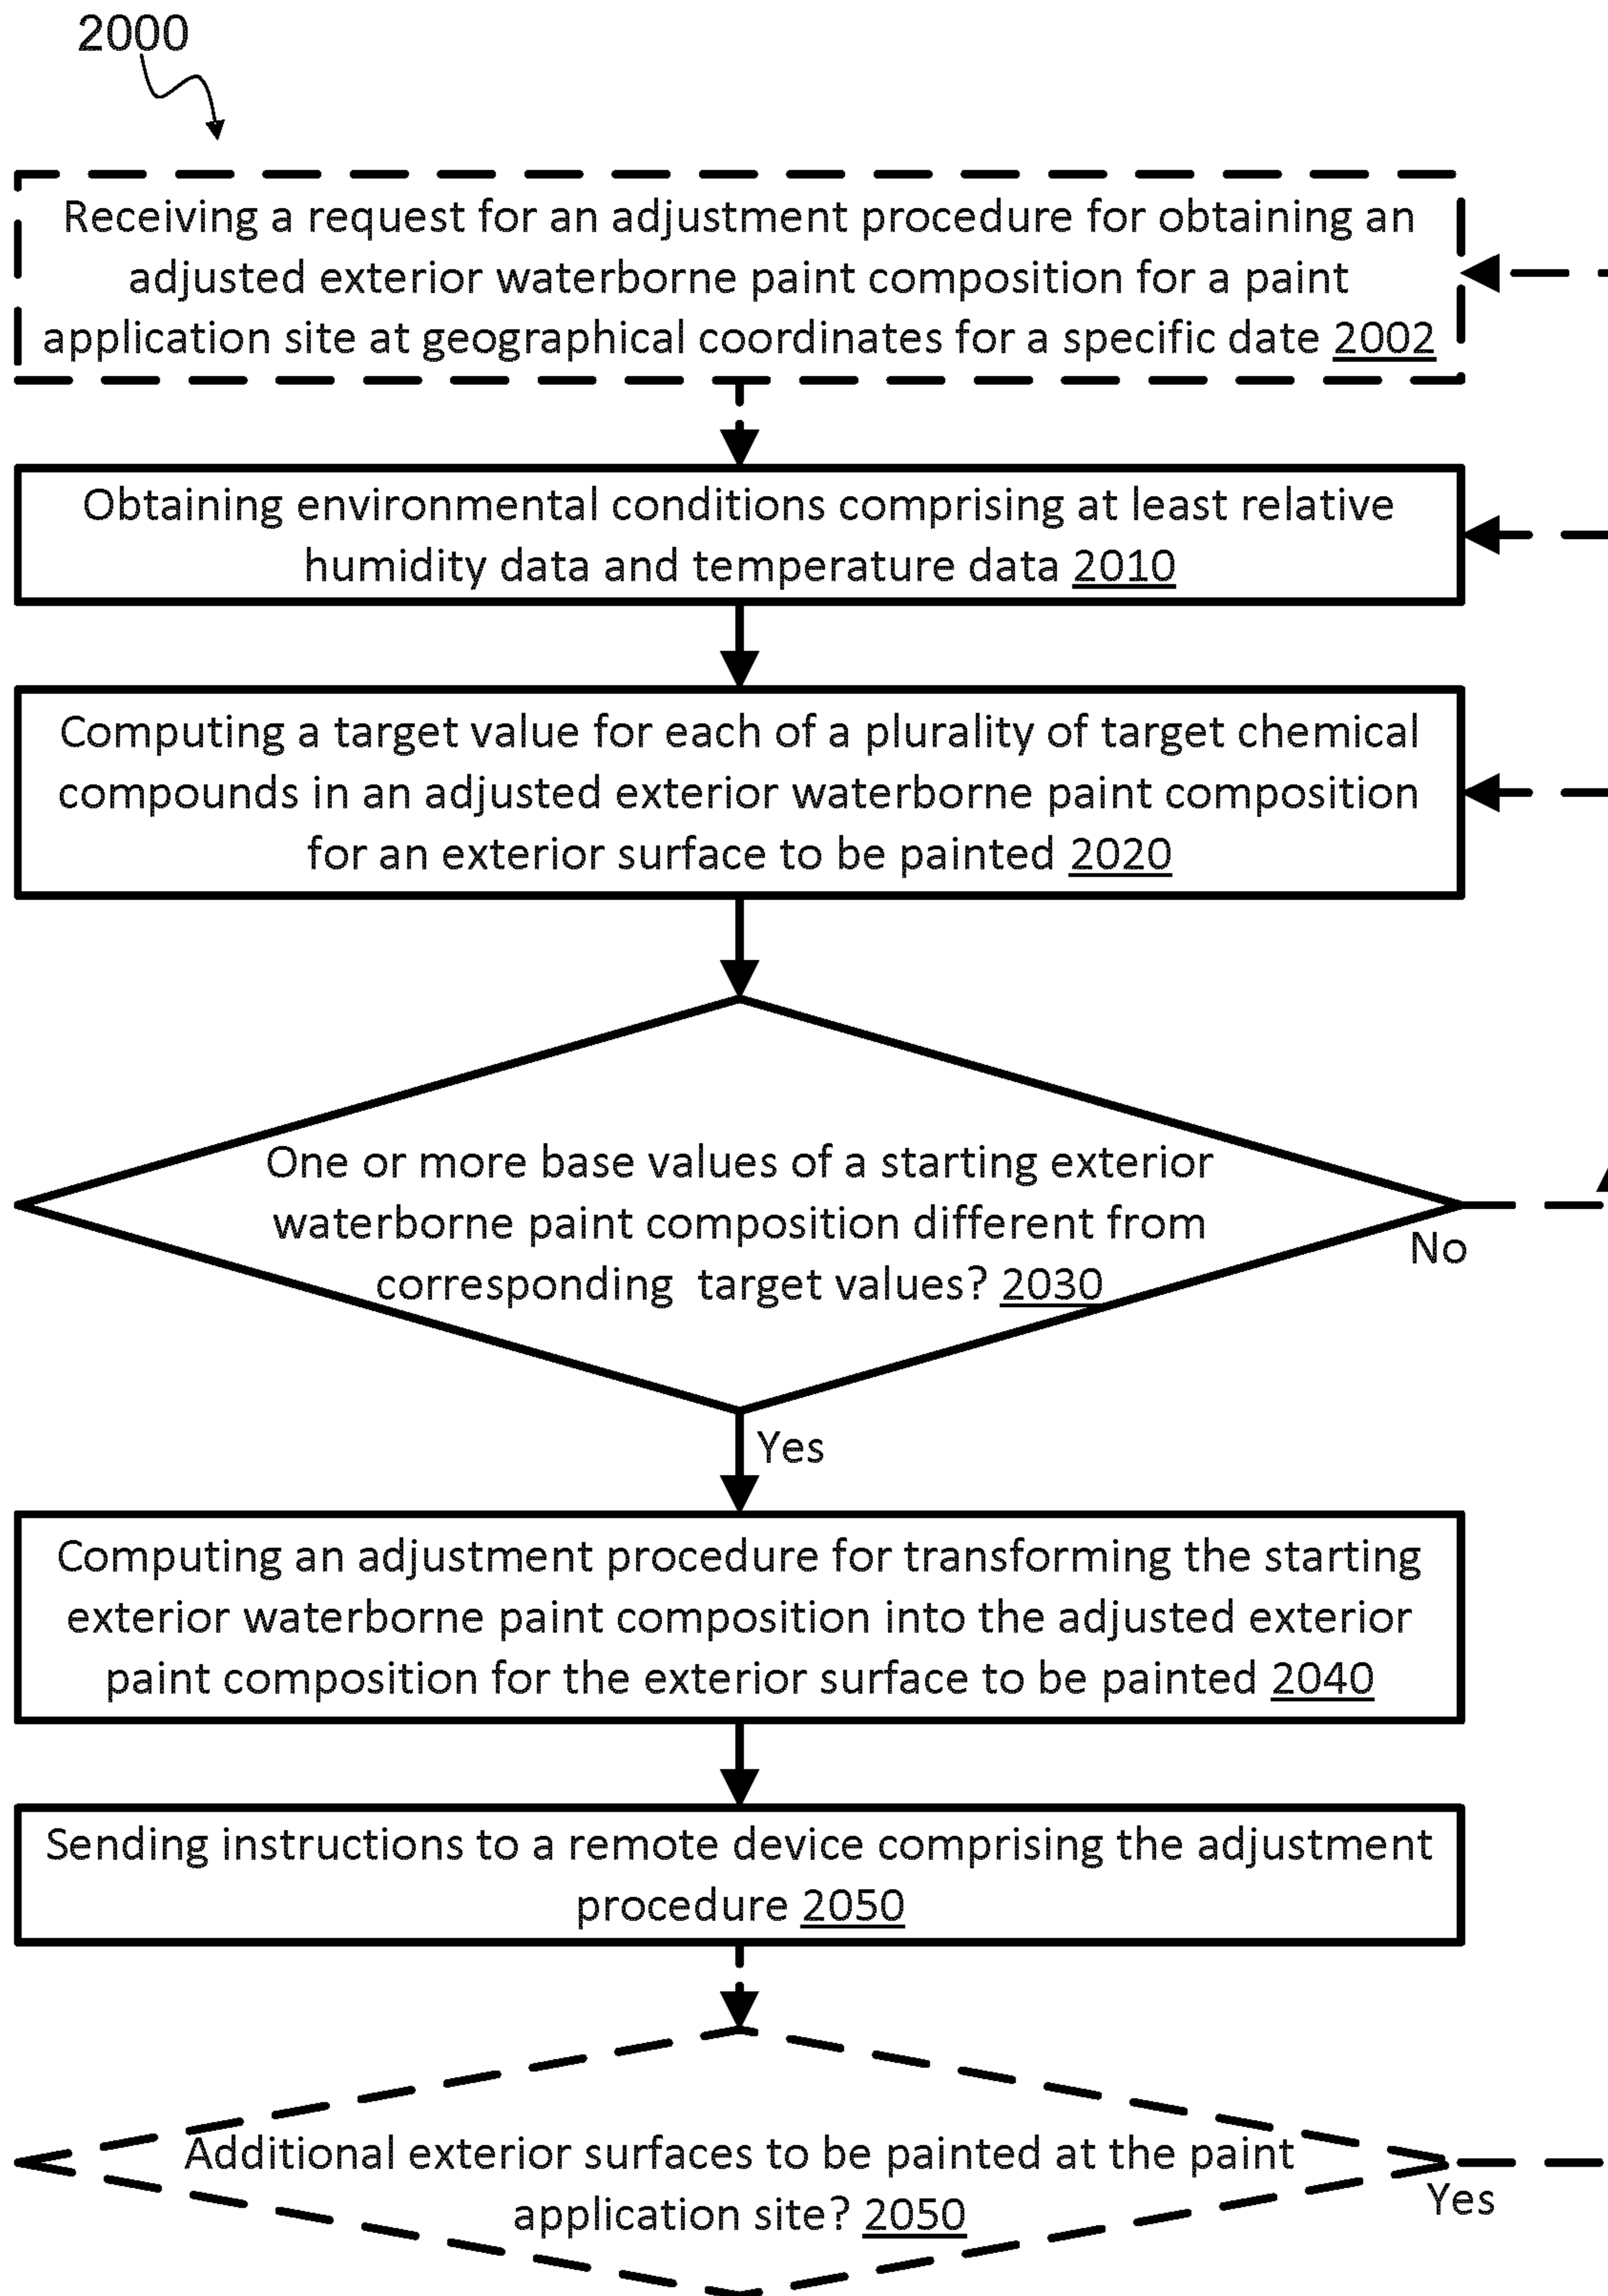 2000
Receiving a request for an adjustment procedure for obtaining an
adjusted exterior waterborne paint composition for a paint
application site at geographical coordinates for a specific date 2002
Obtaining environmental conditions comprising at least relative
humidity data and temperature data 2010
Computing a target value for each of a plurality of target chemical
compounds in an adjusted exterior waterborne paint composition
for an exterior surface to be painted 2020
One or more base values of a starting exterior
waterborne paint composition different from
corresponding target values? 2030
No
Yes
Computing an adjustment procedure for transforming the starting
exterior waterborne paint composition into the adjusted exterior
paint composition for the exterior surface to be painted 2040
Sending instructions to a remote device comprising the adjustment
procedure 2050
Additional exterior surfaces to be painted at the paint
application site? 2050
Yes